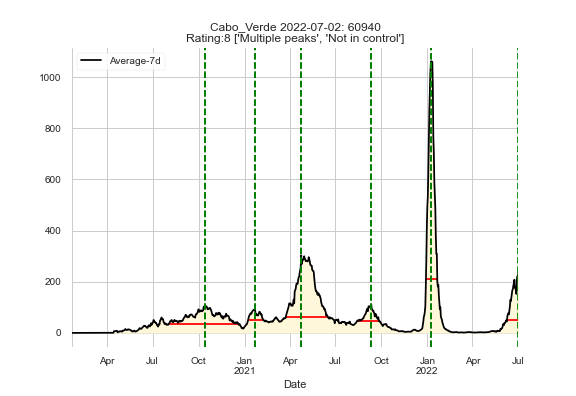 Cabo_Verde 2022-07-02: 60940
Rating:8 ['Multiple peaks', 'Not in control']
Average-7d
1000
800
600
400
200
0
Apr Jul Oct Jan Apr Jul Oct Jan Apr Jul
2021 2022
Date